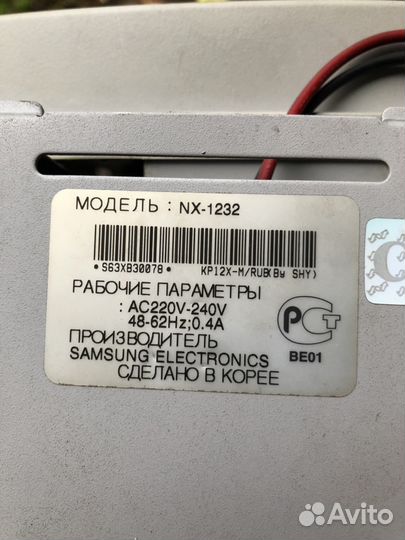 МОДЕЛЬ : NX-1232
* S63XB30078 * KP12X-M/RUB(By SHY)
РАБОЧИЕ ПАРАМЕТРЫ
: AC220V-240V
48-62Hz;0.4A
ПРОИЗВОДИТЕЛЬ
SAMSUNG ELECTRONICS
СДЕЛАНО В КОРЕЕ
РСТ
BE01
Avito